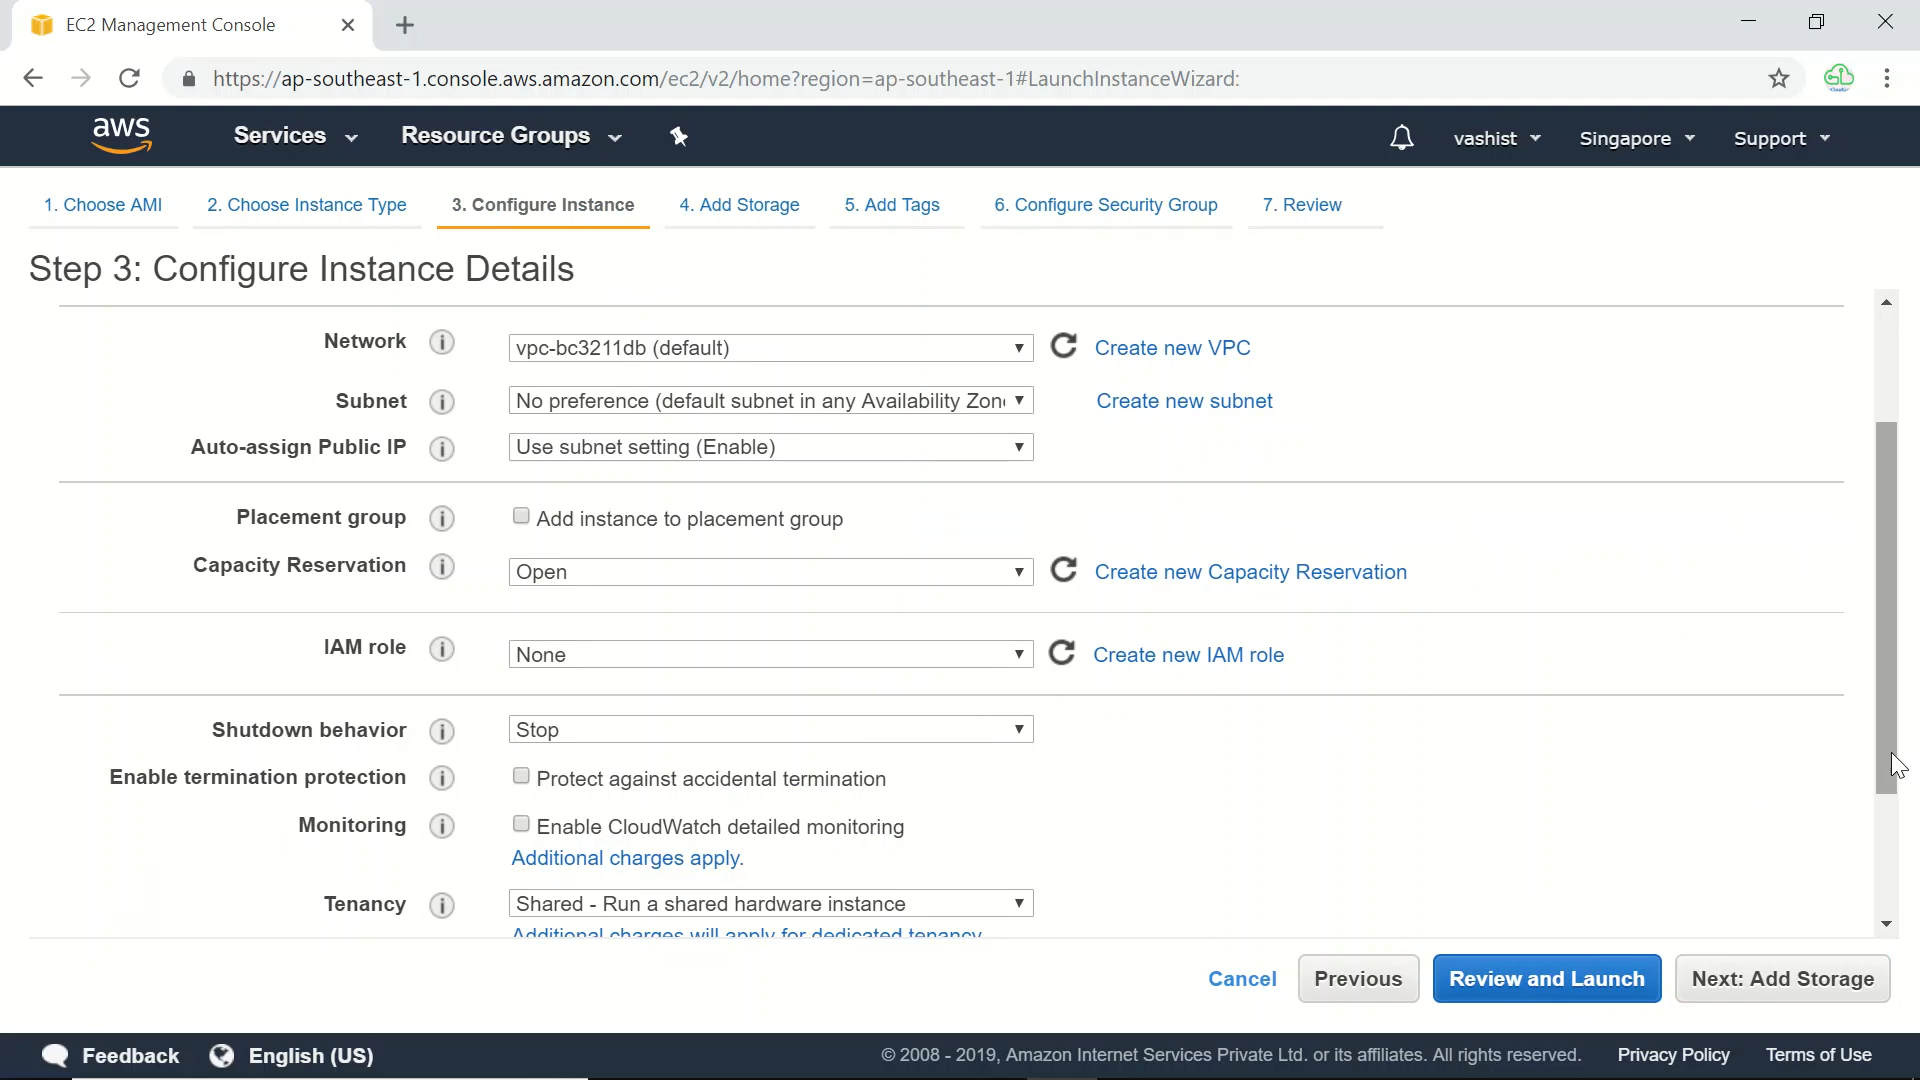 EC2 Management Console
https://ap-southeast-1.console.aws.amazon.com/ec2/v2/home?region=ap-southeast-1#LaunchInstanceWizard:
aws Services Resource Groups vashist Singapore Support
1. Choose AMI 2. Choose Instance Type 3. Configure Instance 4. Add Storage 5. Add Tags 6. Configure Security Group 7. Review
Step 3: Configure Instance Details
Network i vpc-bc3211db (default) Create new VPC
Subnet i No preference (default subnet in any Availability Zon Create new subnet
Auto-assign Public IP i Use subnet setting (Enable)
Placement group i Add instance to placement group
Capacity Reservation i Open Create new Capacity Reservation
IAM role i None Create new IAM role
Shutdown behavior i Stop
Enable termination protection i Protect against accidental termination
Monitoring i Enable CloudWatch detailed monitoring
Additional charges apply.
Tenancy i Shared - Run a shared hardware instance
Additional charges will apply for dedicated tenancy
Cancel Previous Review and Launch Next: Add Storage
Feedback English (US) © 2008 - 2019, Amazon Internet Services Private Ltd. or its affiliates. All rights reserved. Privacy Policy Terms of Use